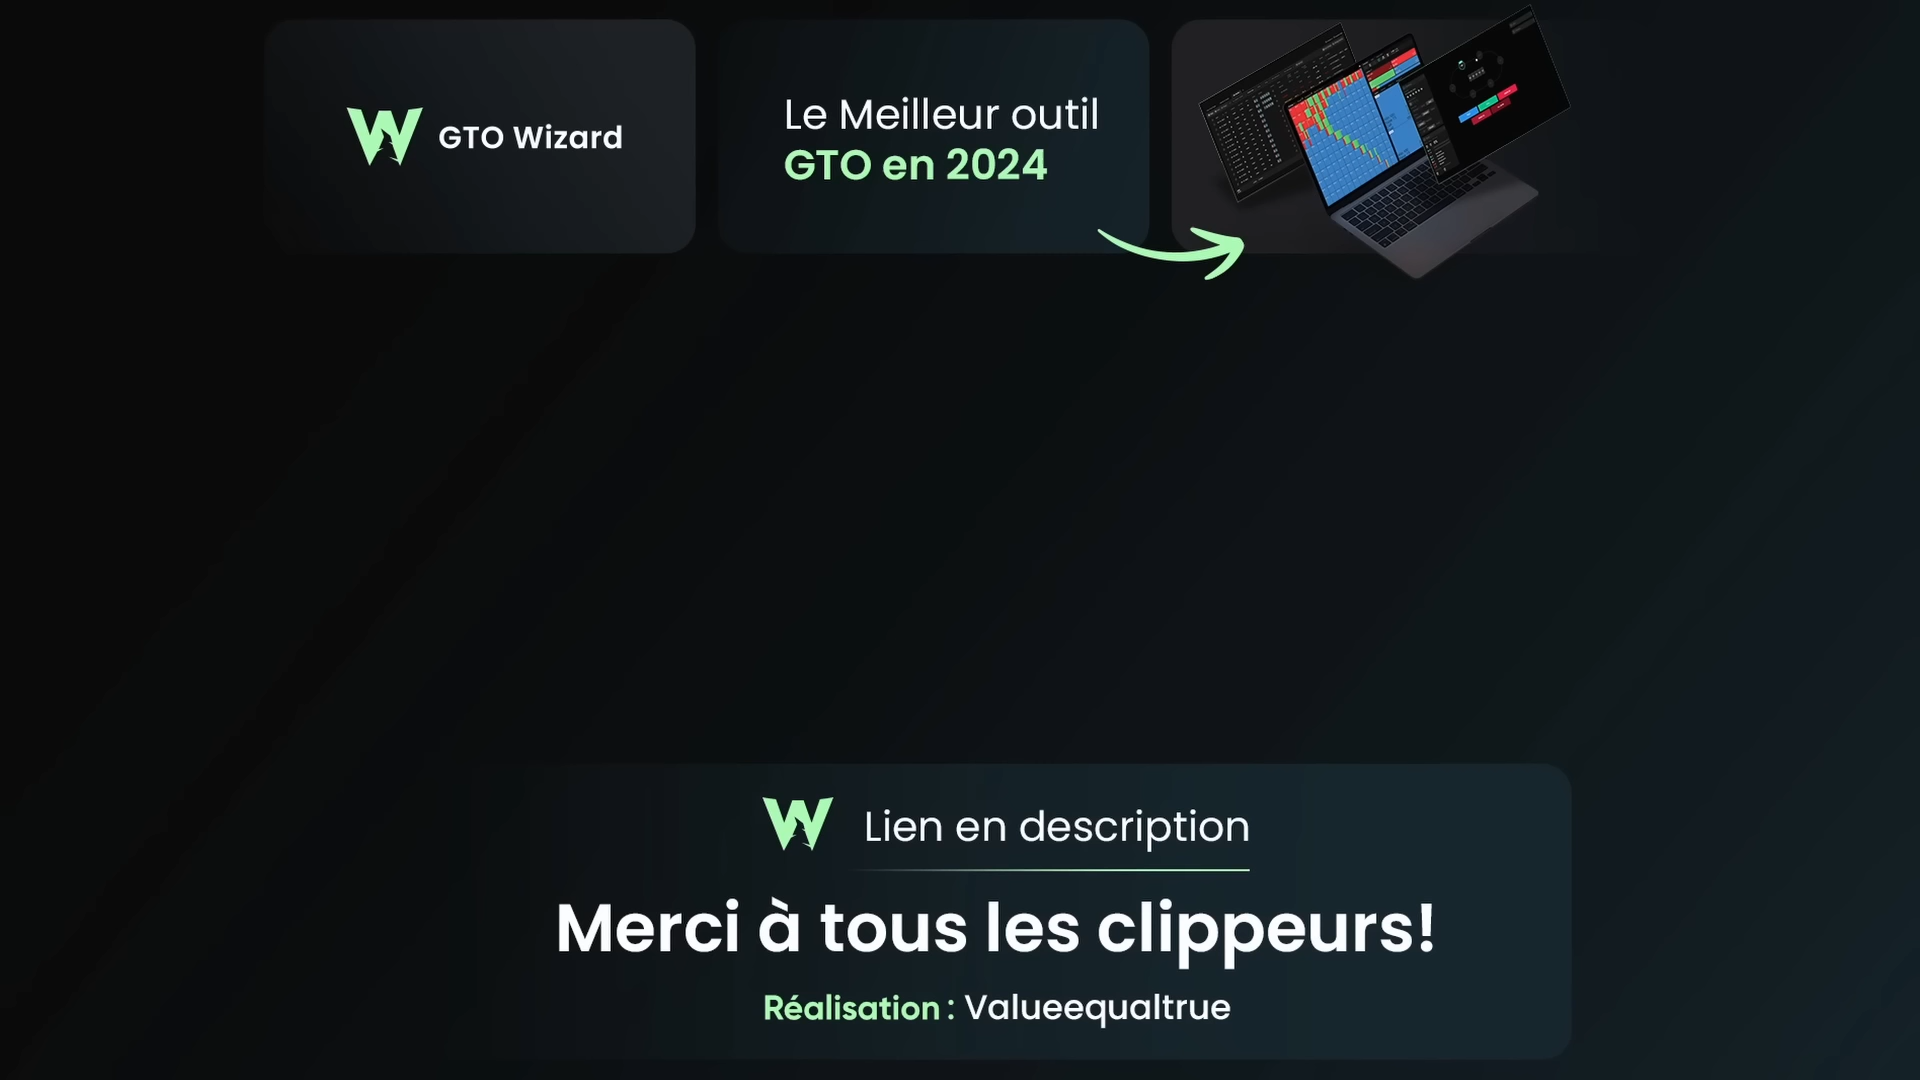 GTO Wizard
Le Meilleur outil
GTO en 2024
Lien en description
Merci à tous les clippeurs!
Réalisation : Valueequaltrue